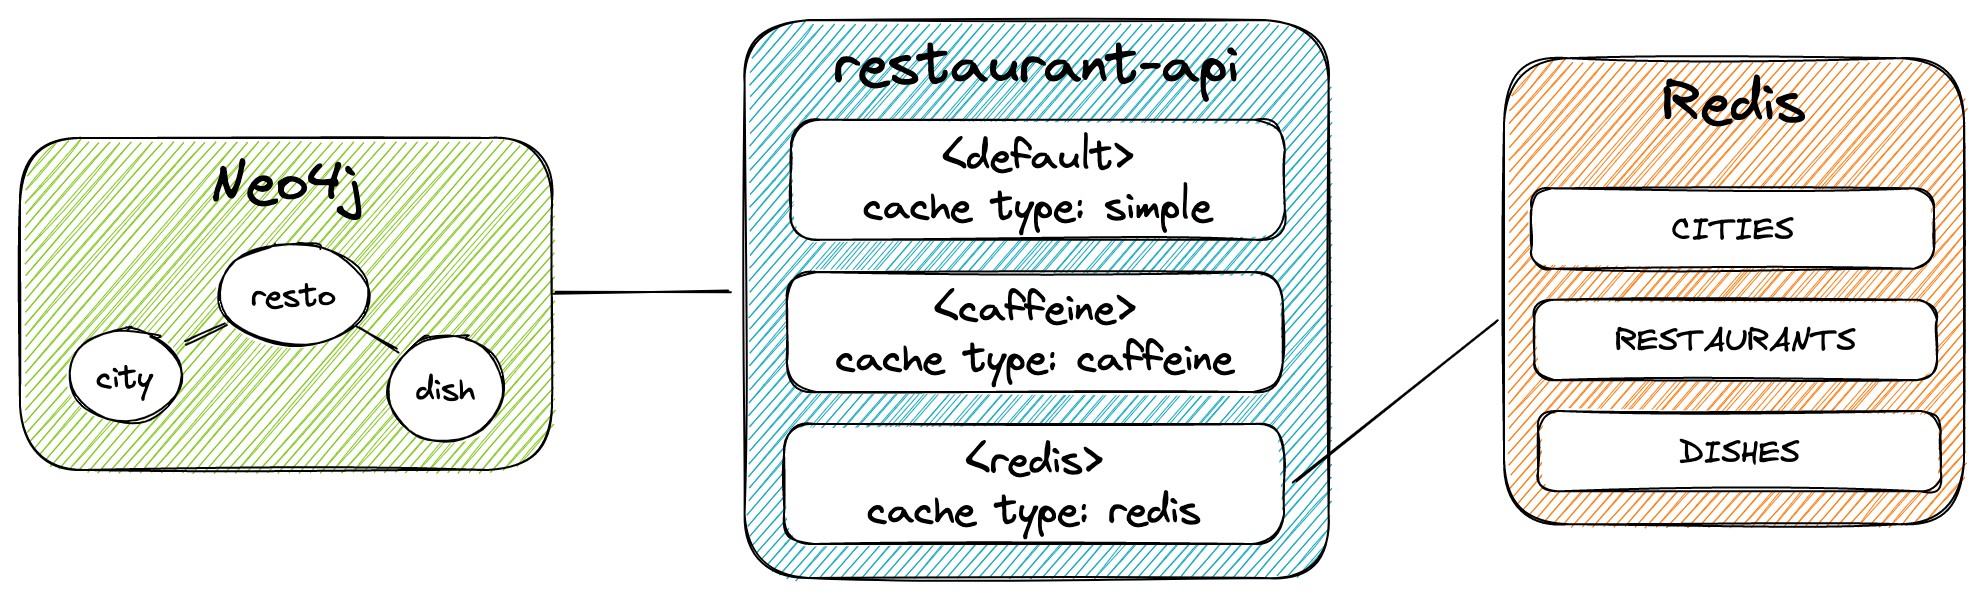 Neo4j
resto
city
dish
restaurant-api
<default>
cache type: simple
<caffeine>
cache type: caffeine
<redis>
cache type: redis
Redis
CITIES
RESTAURANTS
DISHES